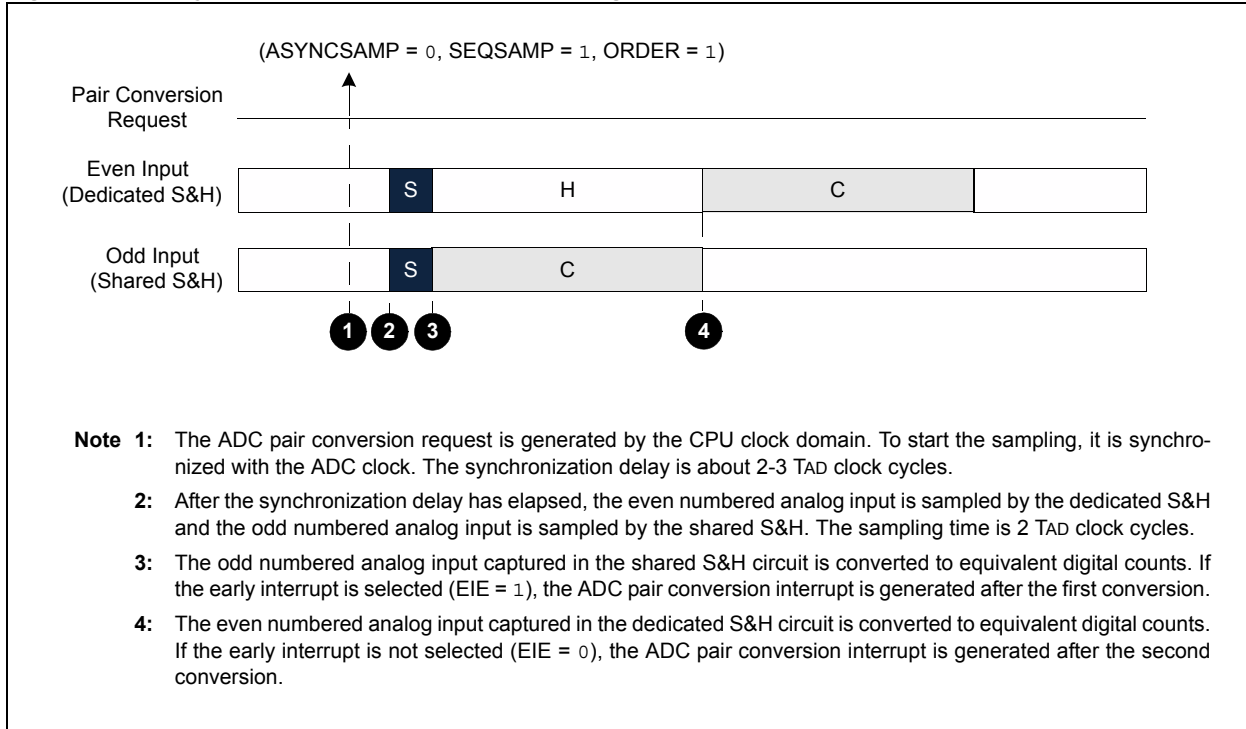 (ASYNCSAMP = 0, SEQSAMP = 1, ORDER = 1)
Pair Conversion
Request
Even Input
(Dedicated S&H)
S
H
C
Odd Input
(Shared S&H)
S
C
1
2
3
4
Note 1: The ADC pair conversion request is generated by the CPU clock domain. To start the sampling, it is synchro-
nized with the ADC clock. The synchronization delay is about 2-3 TAD clock cycles.
2: After the synchronization delay has elapsed, the even numbered analog input is sampled by the dedicated S&H
and the odd numbered analog input is sampled by the shared S&H. The sampling time is 2 TAD clock cycles.
3: The odd numbered analog input captured in the shared S&H circuit is converted to equivalent digital counts. If
the early interrupt is selected (EIE = 1), the ADC pair conversion interrupt is generated after the first conversion.
4: The even numbered analog input captured in the dedicated S&H circuit is converted to equivalent digital counts.
If the early interrupt is not selected (EIE = 0), the ADC pair conversion interrupt is generated after the second
conversion.